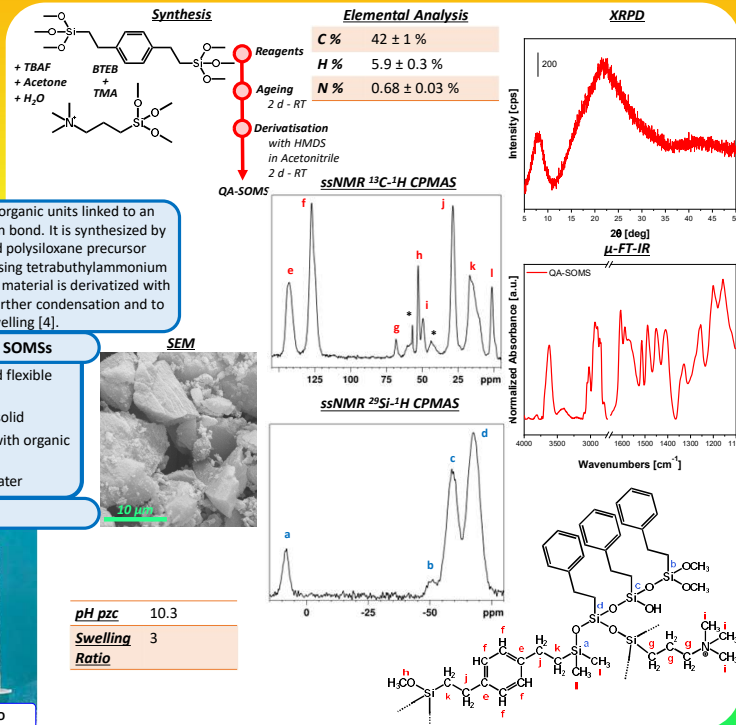 Synthesis
+ TBAF
+ Acetone
+ H₂O
BTEB
+
TMA
Reagents
Ageing
2 d - RT
Derivatisation
with HMDS
in Acetonitrile
2 d - RT
QA-SOMS
Elemental Analysis
C % 42 ± 1 %
H % 5.9 ± 0.3 %
N % 0.68 ± 0.03 %
XRPD
200
Intensity [cps]
5 10 15 20 25 30 35 40 45 50
2θ [deg]
organic units linked to an
bond. It is synthesized by
polysiloxane precursor
sing tetrabuthylammonium
material is derivatized with
rther condensation and to
welling [4].
SOMSs
flexible
solid
with organic
ater
SEM
10 µm
ssNMR ¹³C-¹H CPMAS
e f g * h i * j k l
125 100 75 50 25 ppm
ssNMR ²⁹Si-¹H CPMAS
a b c d
0 -50 ppm
µ-FT-IR
QA-SOMS
Normalized Absorbance [a.u.]
4000 3000 1600 1500 1400 1300 1200 1100
Wavenumbers [cm⁻¹]
pH pzc 10.3
Swelling Ratio 3